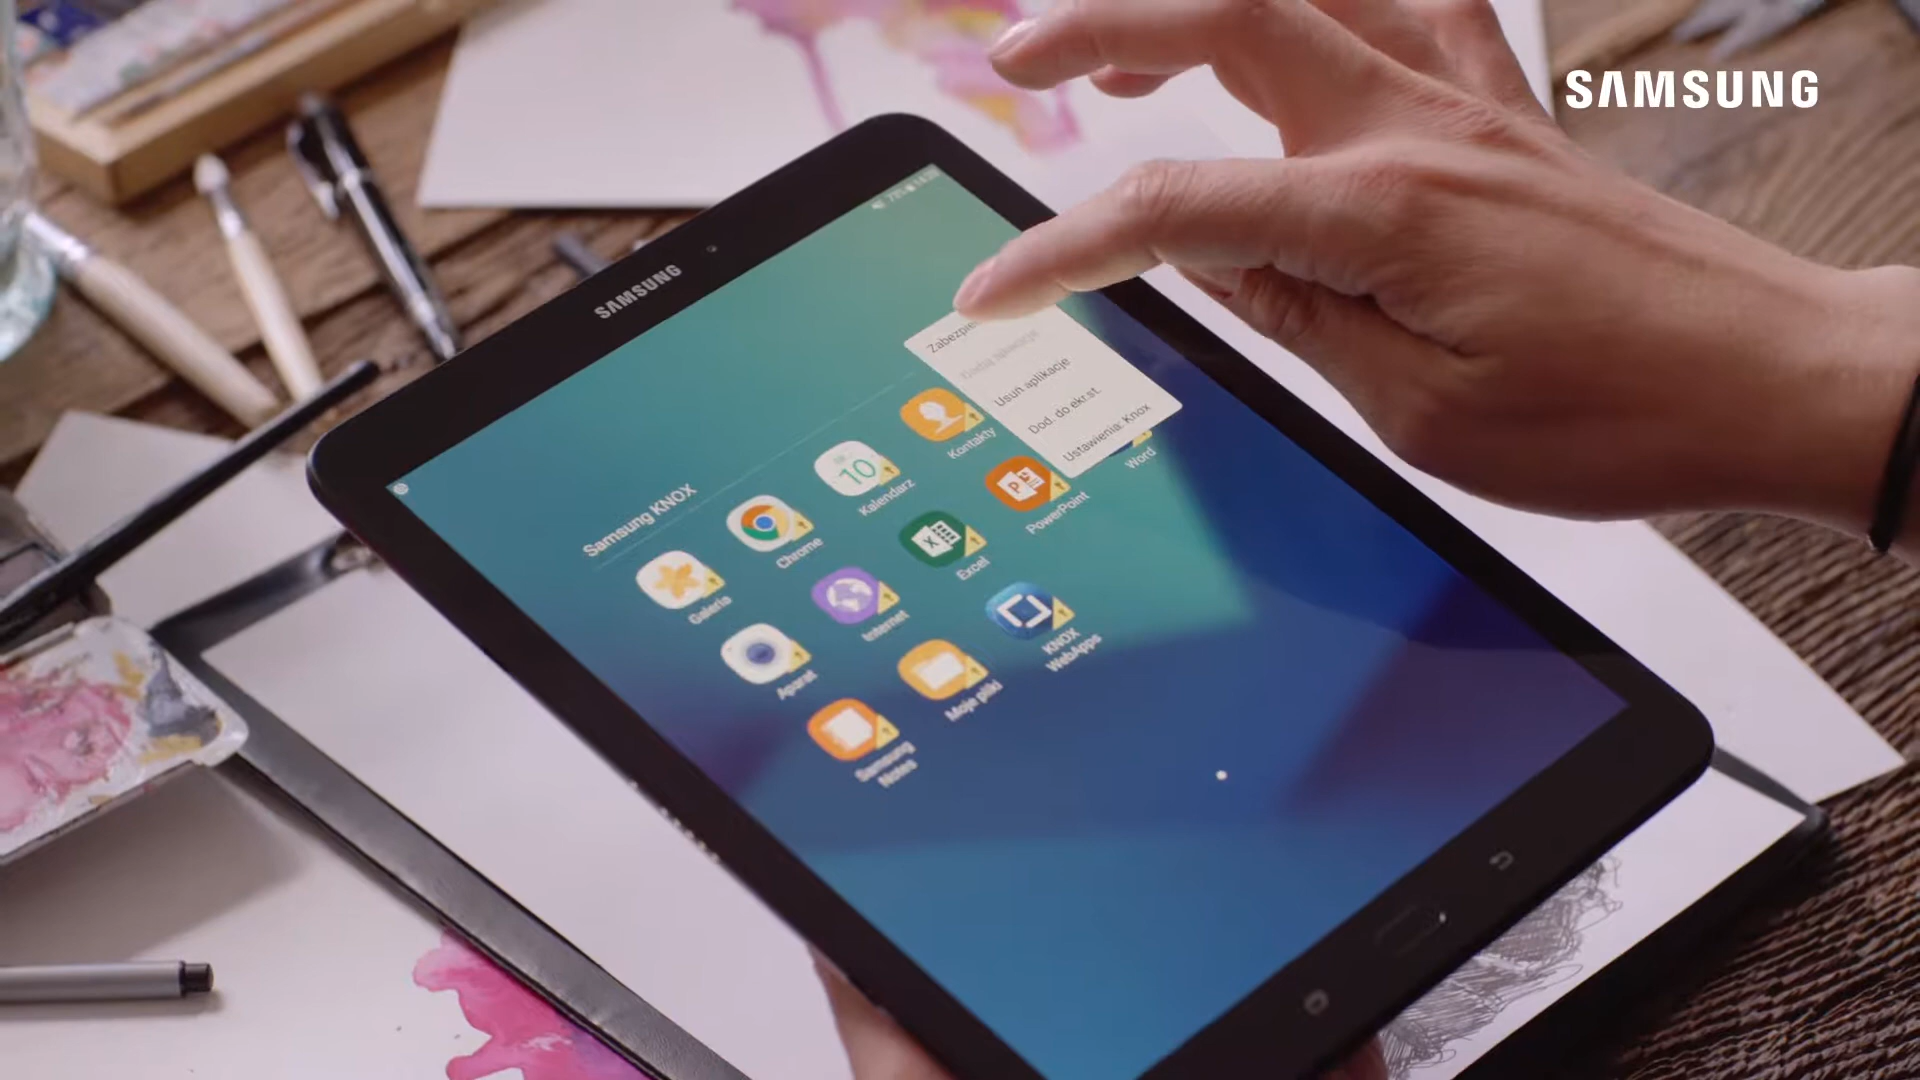 SAMSUNG
SAMSUNG
Usuń aplikacje
Dod. do ekr.st.
Ustawienia: Knox
Samsung KNOX
Galeria
Chrome
10
Kalendarz
Kontakty
Aparat
Internet
X
Excel
P
PowerPoint
Word
Samsung
Notes
Moje pliki
KNOX
WebApps